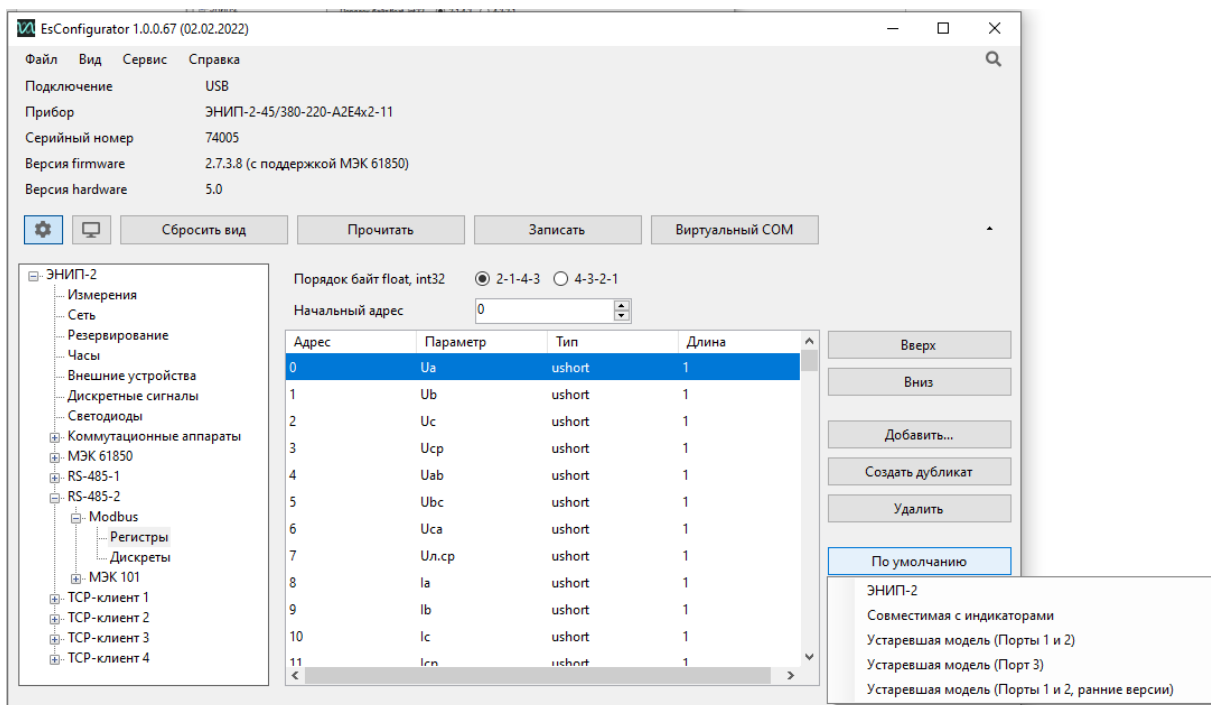 EsConfigurator 1.0.0.67 (02.02.2022)
Файл Вид Сервис Справка
Подключение USB
Прибор ЭНИП-2-45/380-220-A2E4x2-11
Серийный номер 74005
Версия firmware 2.7.3.8 (с поддержкой МЭК 61850)
Версия hardware 5.0
Сбросить вид Прочитать Записать Виртуальный COM
ЭНИП-2
Измерения
Сеть
Резервирование
Часы
Внешние устройства
Дискретные сигналы
Светодиоды
Коммутационные аппараты
МЭК 61850
RS-485-1
RS-485-2
Modbus
Регистры
Дискреты
МЭК 101
TCP-клиент 1
TCP-клиент 2
TCP-клиент 3
TCP-клиент 4
Порядок байт float, int32 2-1-4-3 4-3-2-1
Начальный адрес 0
Адрес Параметр Тип Длина
0 Ua ushort 1
1 Ub ushort 1
2 Uc ushort 1
3 Uср ushort 1
4 Uab ushort 1
5 Ubc ushort 1
6 Uca ushort 1
7 Uл.ср ushort 1
8 Ia ushort 1
9 Ib ushort 1
10 Ic ushort 1
11 Iср ushort 1
Вверх
Вниз
Добавить...
Создать дубликат
Удалить
По умолчанию
ЭНИП-2
Совместимая с индикаторами
Устаревшая модель (Порты 1 и 2)
Устаревшая модель (Порт 3)
Устаревшая модель (Порты 1 и 2, ранние версии)